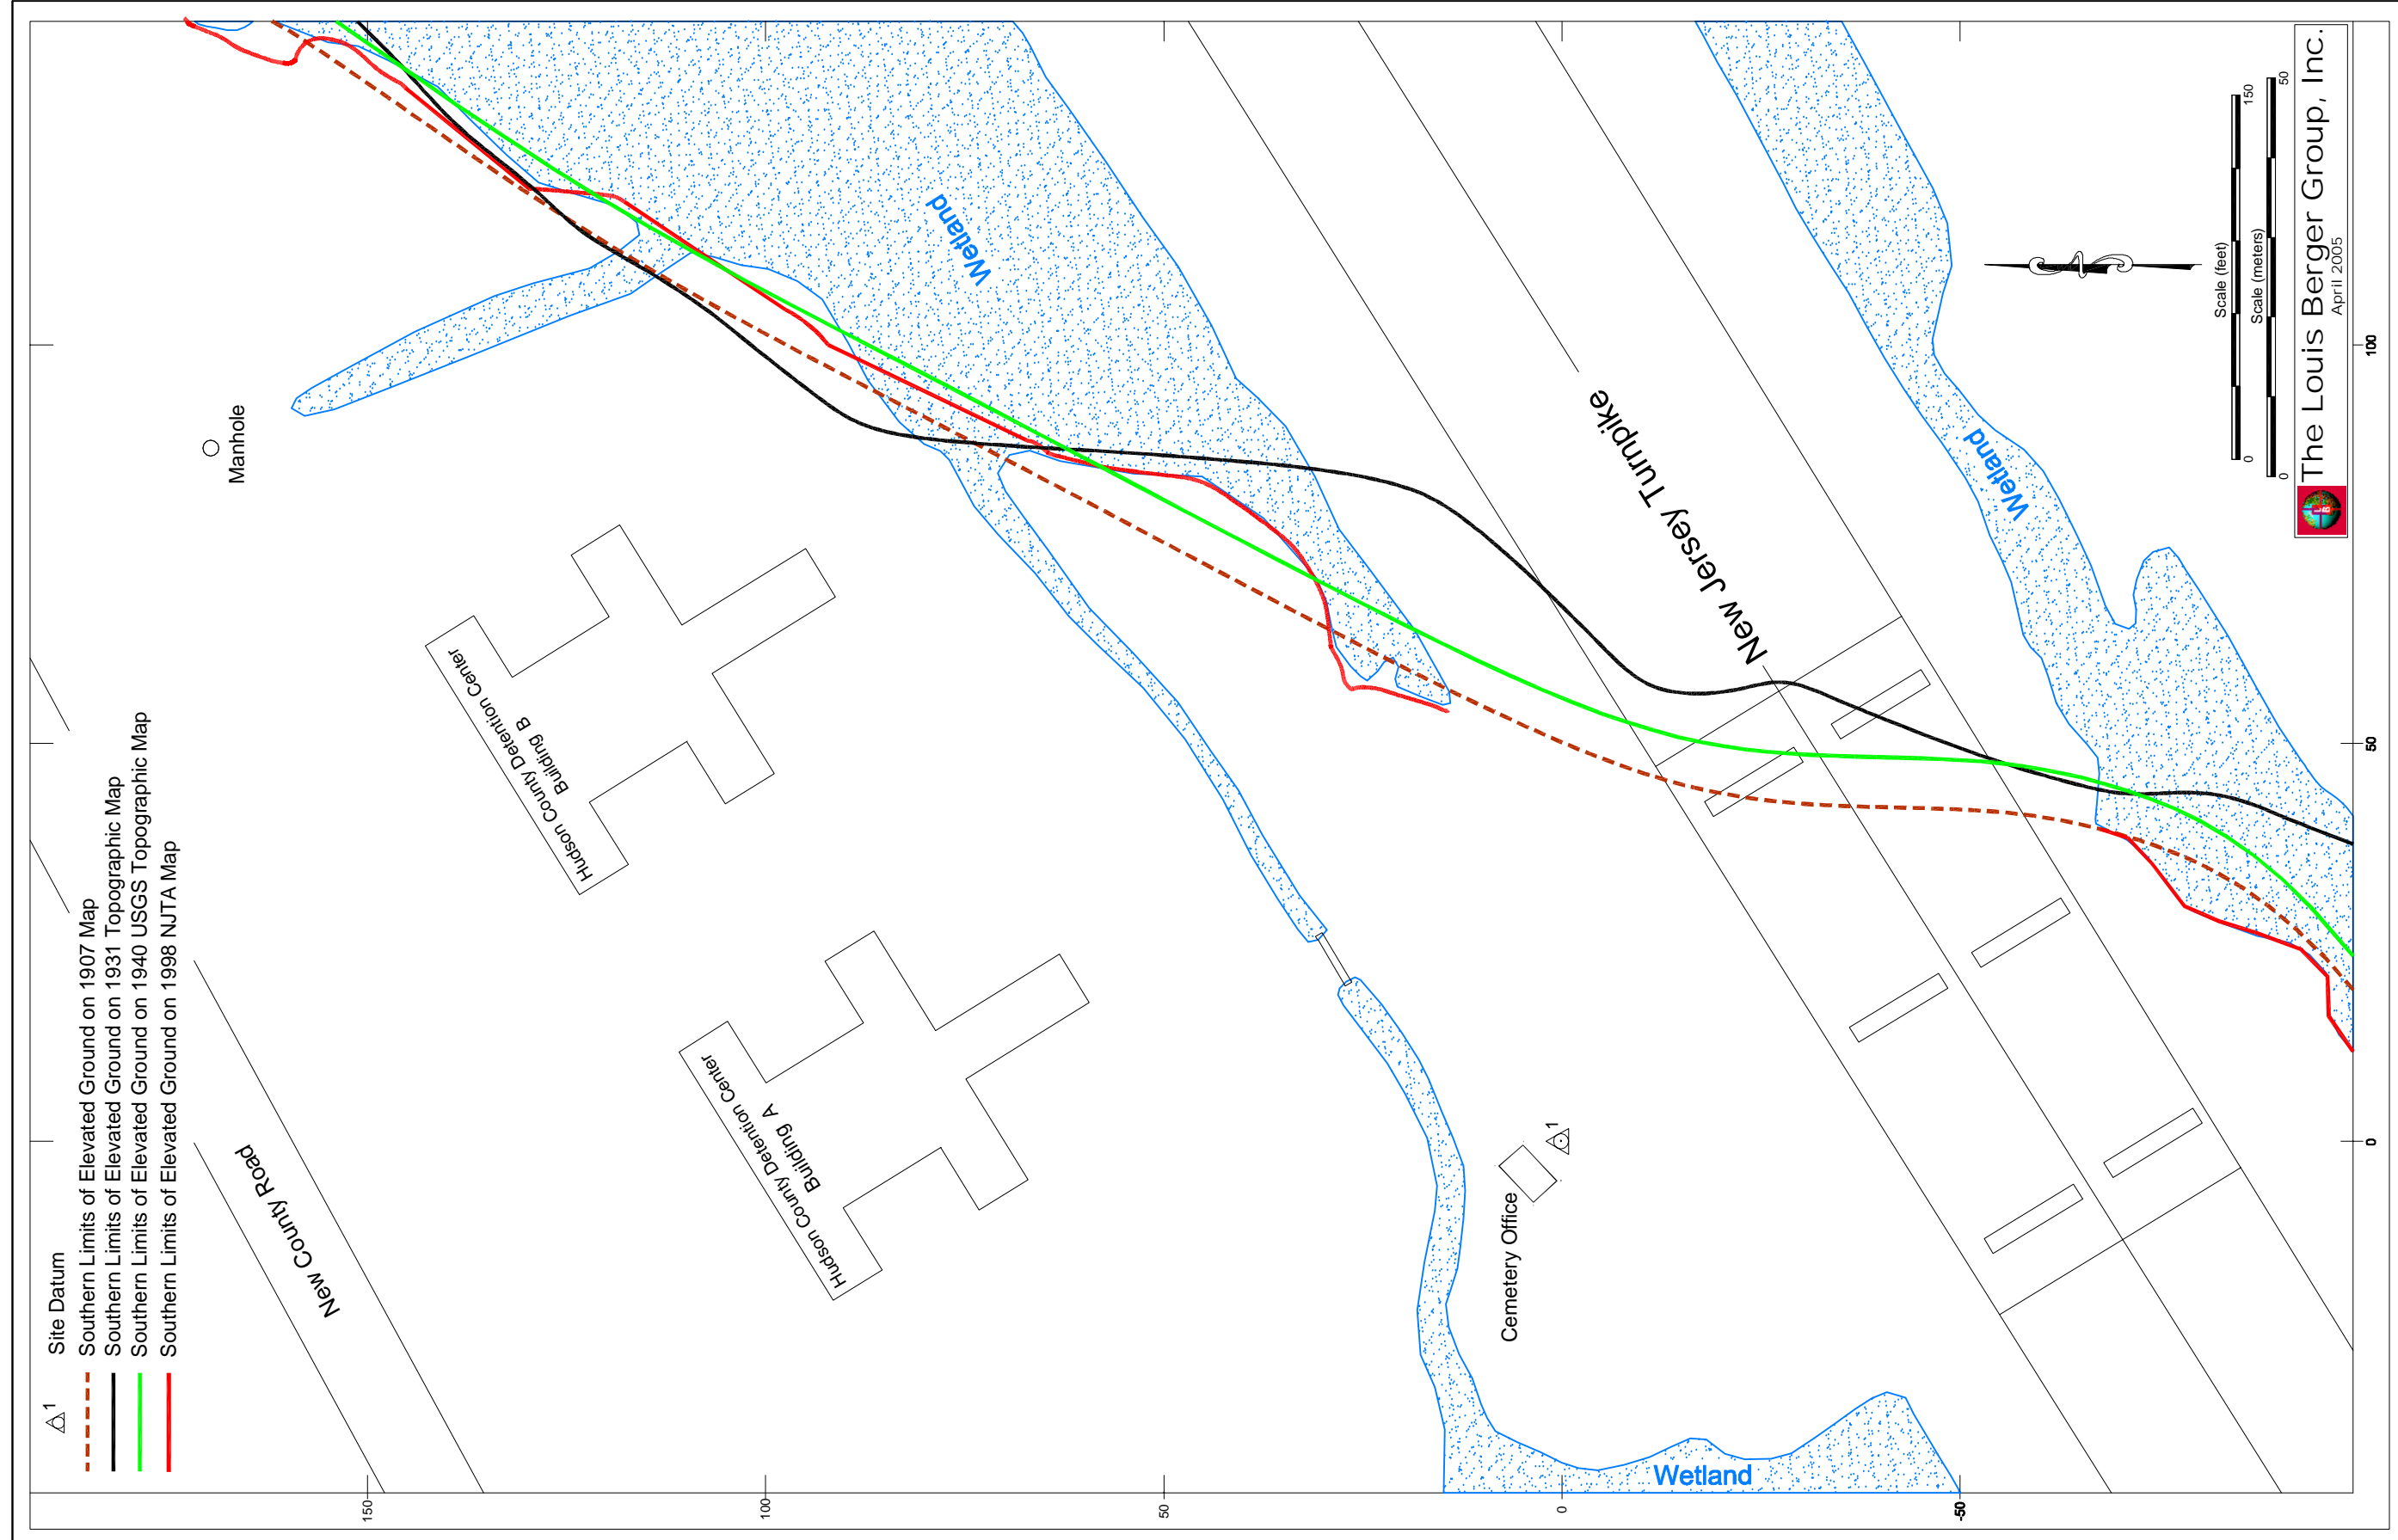 1 Site Datum
Southern Limits of Elevated Ground on 1907 Map
Southern Limits of Elevated Ground on 1931 Topographic Map
Southern Limits of Elevated Ground on 1940 USGS Topographic Map
Southern Limits of Elevated Ground on 1998 NJTA Map
New County Road
Manhole
Hudson County Detention Center
Building B
Hudson County Detention Center
Building A
Wetland
Cemetery Office
1
New Jersey Turnpike
Wetland
Wetland
150
100
50
0
-50
0
50
100
Scale (feet)
0
150
Scale (meters)
0
50
LB
The Louis Berger Group, Inc.
April 2005